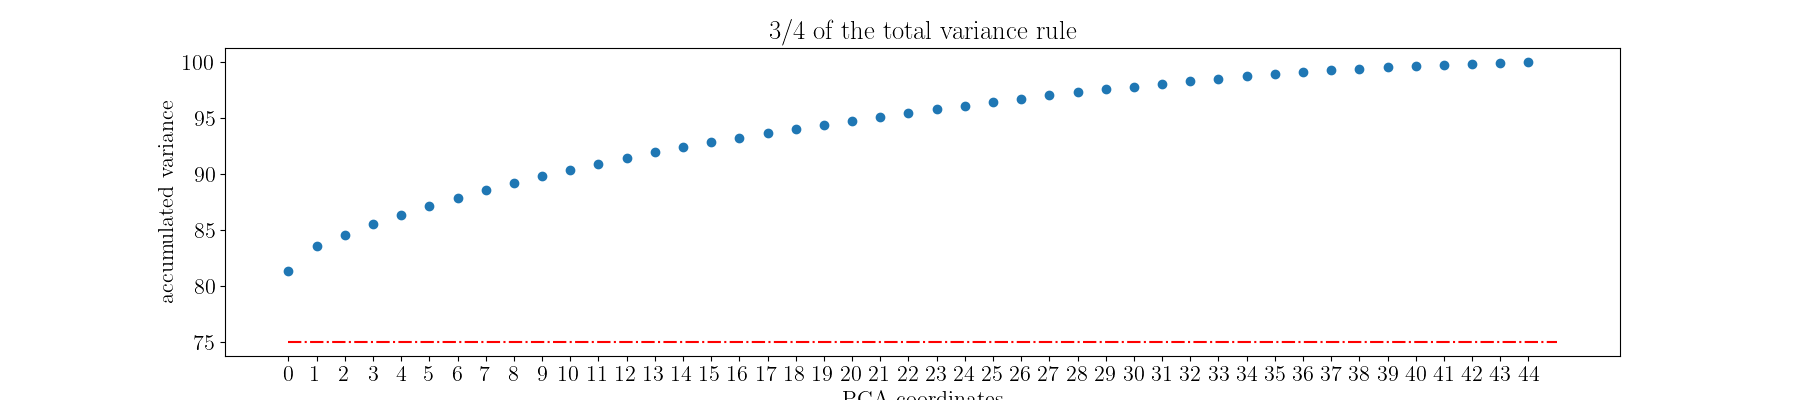 3/4 of the total variance rule
accumulated variance
100
95
90
85
80
75
0 1 2 3 4 5 6 7 8 9 10 11 12 13 14 15 16 17 18 19 20 21 22 23 24 25 26 27 28 29 30 31 32 33 34 35 36 37 38 39 40 41 42 43 44
PCA coordinates